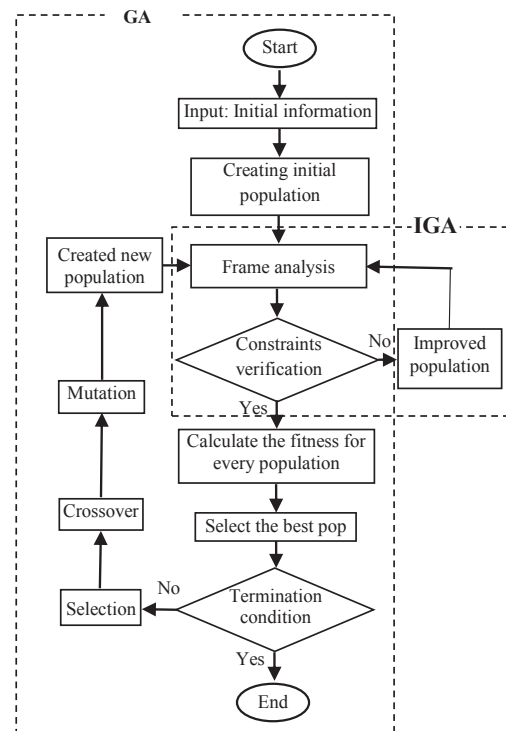 GA
Start
Input: Initial information
Creating initial
population
IGA
Created new
population
Frame analysis
Constraints
verification
No
Improved
population
Yes
Mutation
Calculate the fitness for
every population
Crossover
Select the best pop
Selection
No
Termination
condition
Yes
End